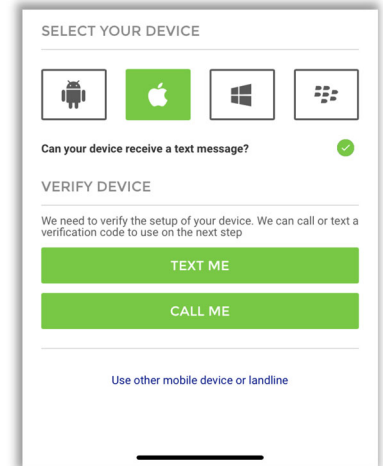 SELECT YOUR DEVICE
Can your device receive a text message?
VERIFY DEVICE
We need to verify the setup of your device. We can call or text a
verification code to use on the next step
TEXT ME
CALL ME
Use other mobile device or landline